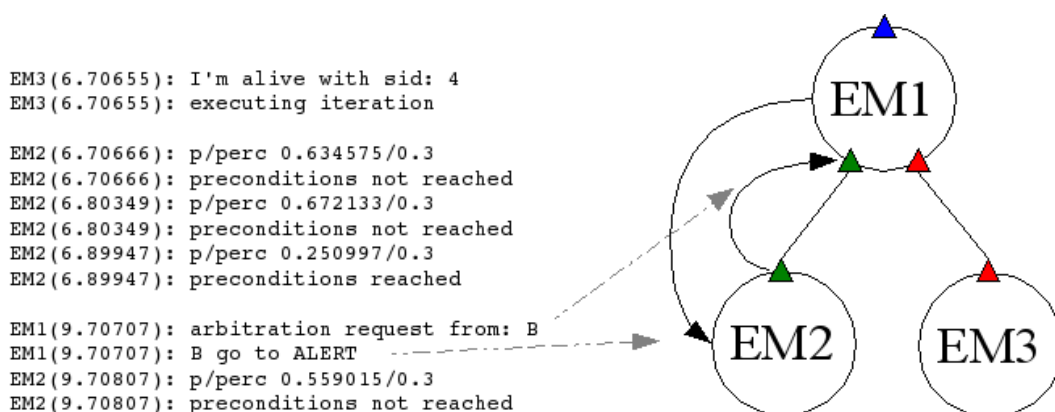 EM3(6.70655): I'm alive with sid: 4
EM3(6.70655): executing iteration
EM2(6.70666): p/perc 0.634575/0.3
EM2(6.70666): preconditions not reached
EM2(6.80349): p/perc 0.672133/0.3
EM2(6.80349): preconditions not reached
EM2(6.89947): p/perc 0.250997/0.3
EM2(6.89947): preconditions reached
EM1(9.70707): arbitration request from: B
EM1(9.70707): B go to ALERT
EM2(9.70807): p/perc 0.559015/0.3
EM2(9.70807): preconditions not reached
EM1
EM2
EM3